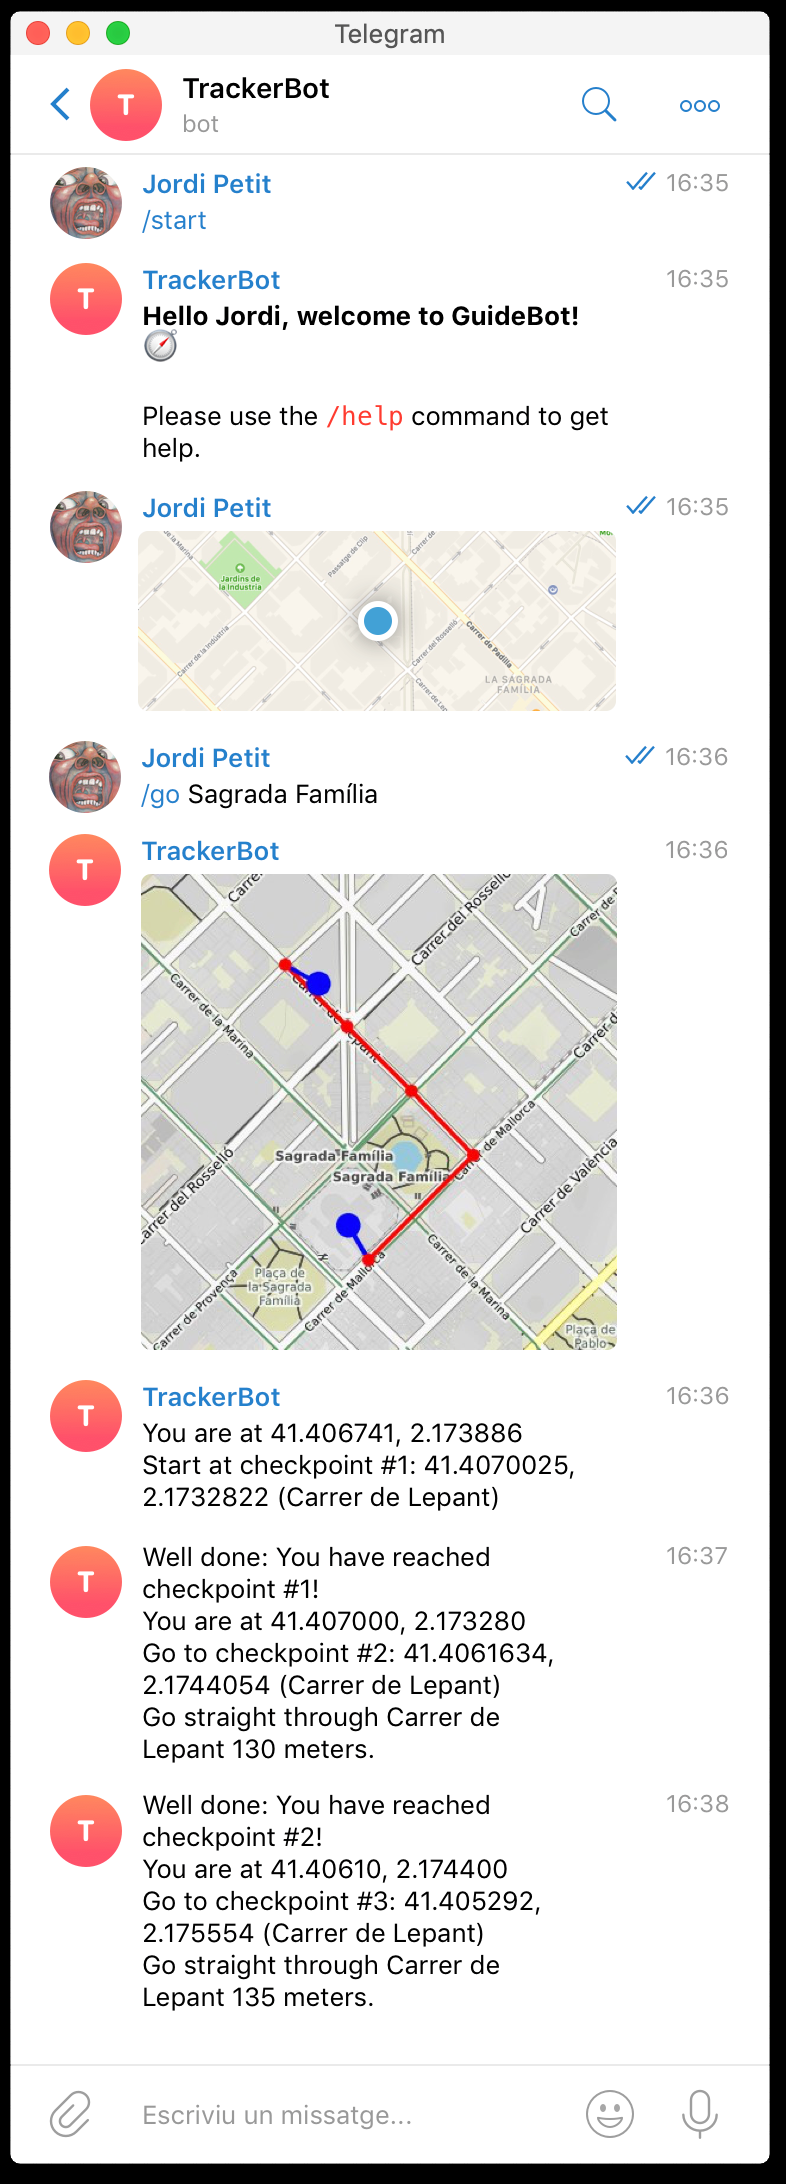 Telegram
T
TrackerBot
bot
Jordi Petit
16:35
/start
T
TrackerBot
16:35
Hello Jordi, welcome to GuideBot!
Please use the /help command to get
help.
Jordi Petit
16:35
Passatge de Clip
Carrer de
Jardins de
la Indústria
Carrer de la Indústria
Carrer del Rosselló
Carrer de Padilla
LA SAGRADA
FAMÍLIA
Jordi Petit
16:36
/go Sagrada Família
T
TrackerBot
16:36
Carrer del Rosselló
Carrer de la Marina
Carrer de Mallorca
Sagrada Família
Sagrada Família
Carrer de València
Plaça de
la Sagrada
Família
Carrer de Provença
Carrer de Mallorca
Carrer de la Marina
Plaça de
Pablo
T
TrackerBot
16:36
You are at 41.406741, 2.173886
Start at checkpoint #1: 41.4070025,
2.1732822 (Carrer de Lepant)
T
16:37
Well done: You have reached
checkpoint #1!
You are at 41.407000, 2.173280
Go to checkpoint #2: 41.4061634,
2.1744054 (Carrer de Lepant)
Go straight through Carrer de
Lepant 130 meters.
T
16:38
Well done: You have reached
checkpoint #2!
You are at 41.40610, 2.174400
Go to checkpoint #3: 41.405292,
2.175554 (Carrer de Lepant)
Go straight through Carrer de
Lepant 135 meters.
Escriviu un missatge...